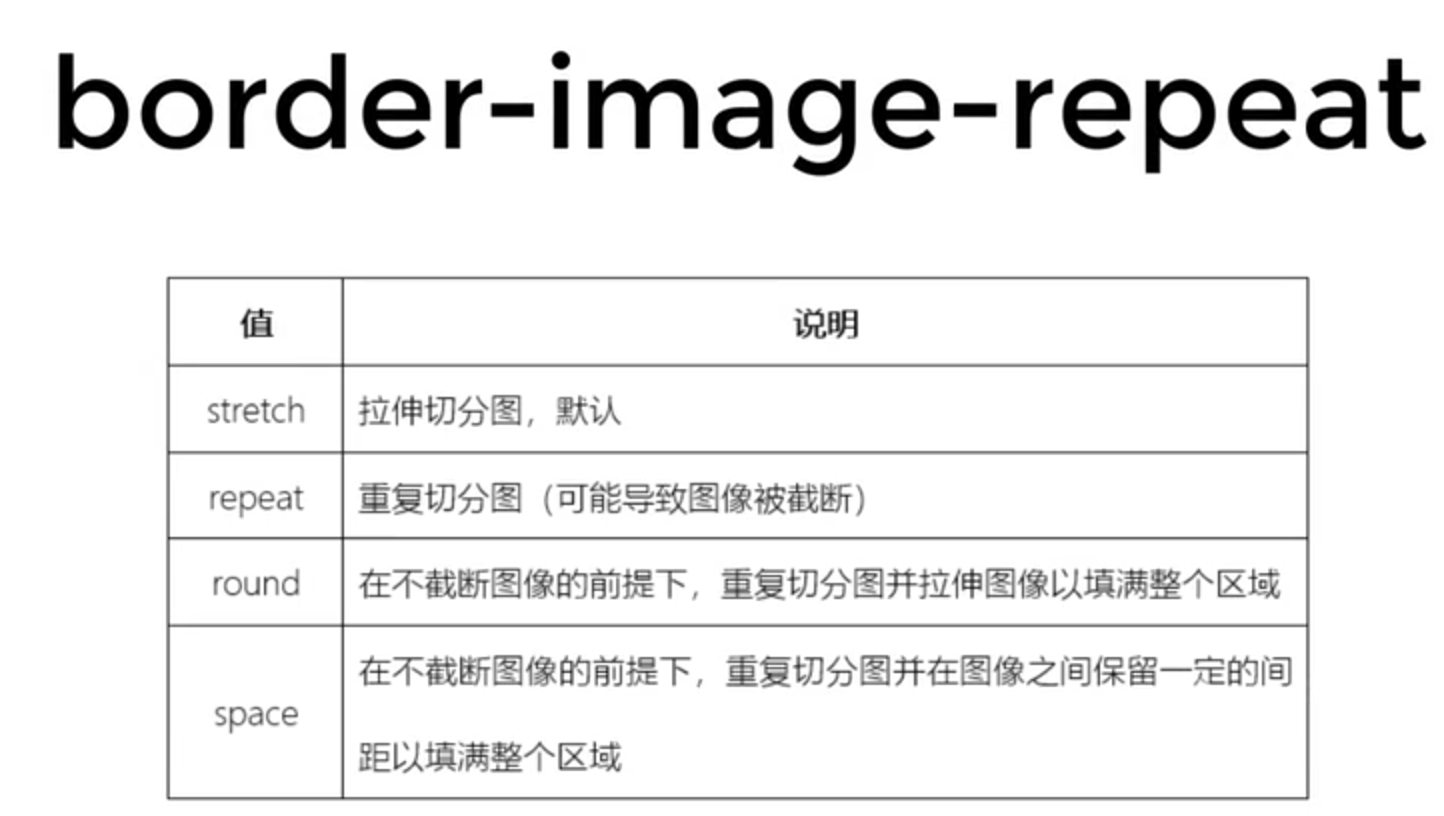 border-image-repeat
值 说明
stretch 拉伸切分图，默认
repeat 重复切分图（可能导致图像被截断）
round 在不截断图像的前提下，重复切分图并拉伸图像以填满整个区域
space 在不截断图像的前提下，重复切分图并在图像之间保留一定的间
距以填满整个区域